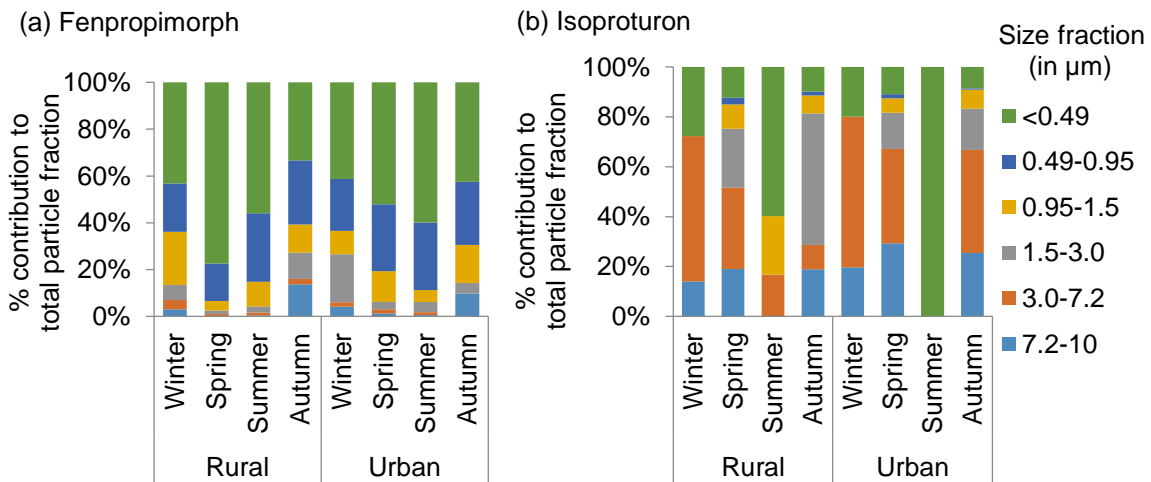 (a) Fenpropimorph
% contribution to
total particle fraction
100%
80%
60%
40%
20%
0%
Winter
Spring
Summer
Autumn
Winter
Spring
Summer
Autumn
Rural
Urban
(b) Isoproturon
% contribution to
total particle fraction
100%
80%
60%
40%
20%
0%
Winter
Spring
Summer
Autumn
Winter
Spring
Summer
Autumn
Rural
Urban
Size fraction
(in µm)
<0.49
0.49-0.95
0.95-1.5
1.5-3.0
3.0-7.2
7.2-10